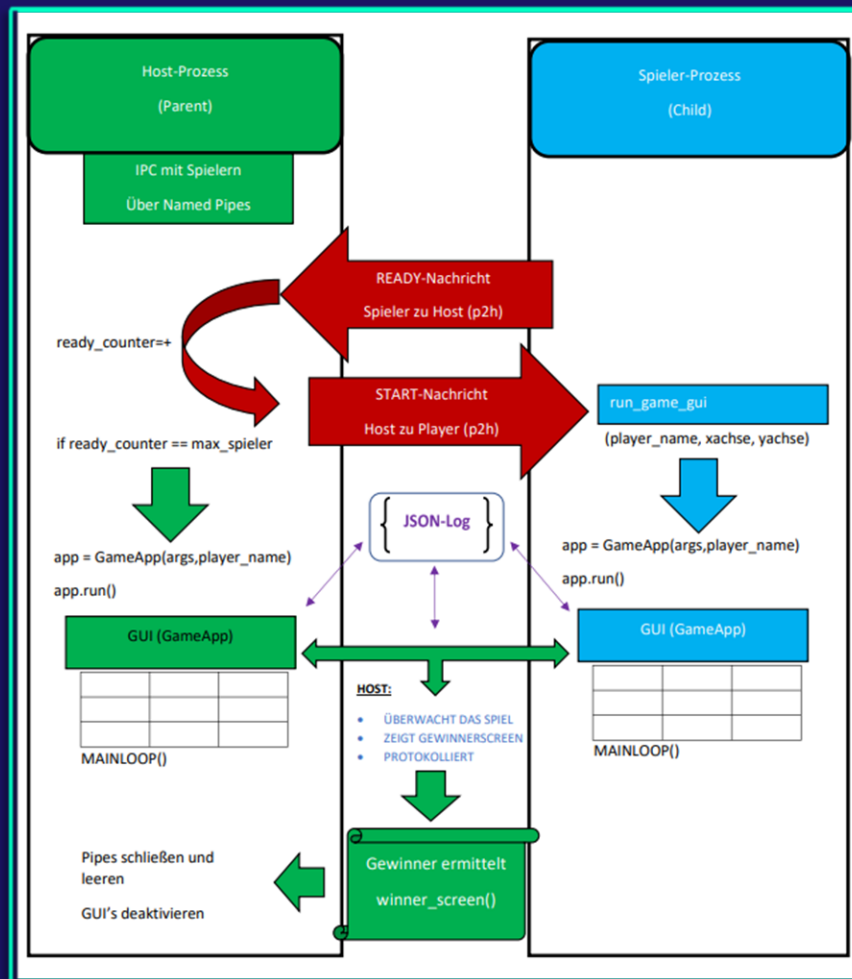 Host-Prozess
(Parent)
IPC mit Spielern
Über Named Pipes
Spieler-Prozess
(Child)
READY-Nachricht
Spieler zu Host (p2h)
ready_counter=+
START-Nachricht
Host zu Player (p2h)
run_game_gui
(player_name, xachse, yachse)
if ready_counter == max_spieler
{ JSON-Log }
app = GameApp(args,player_name)
app.run()
app = GameApp(args,player_name)
app.run()
GUI (GameApp)
GUI (GameApp)
MAINLOOP()
MAINLOOP()
HOST:
• ÜBERWACHT DAS SPIEL
• ZEIGT GEWINNERSCREEN
• PROTOKOLLIERT
Gewinner ermittelt
winner_screen()
Pipes schließen und
leeren
GUI's deaktivieren